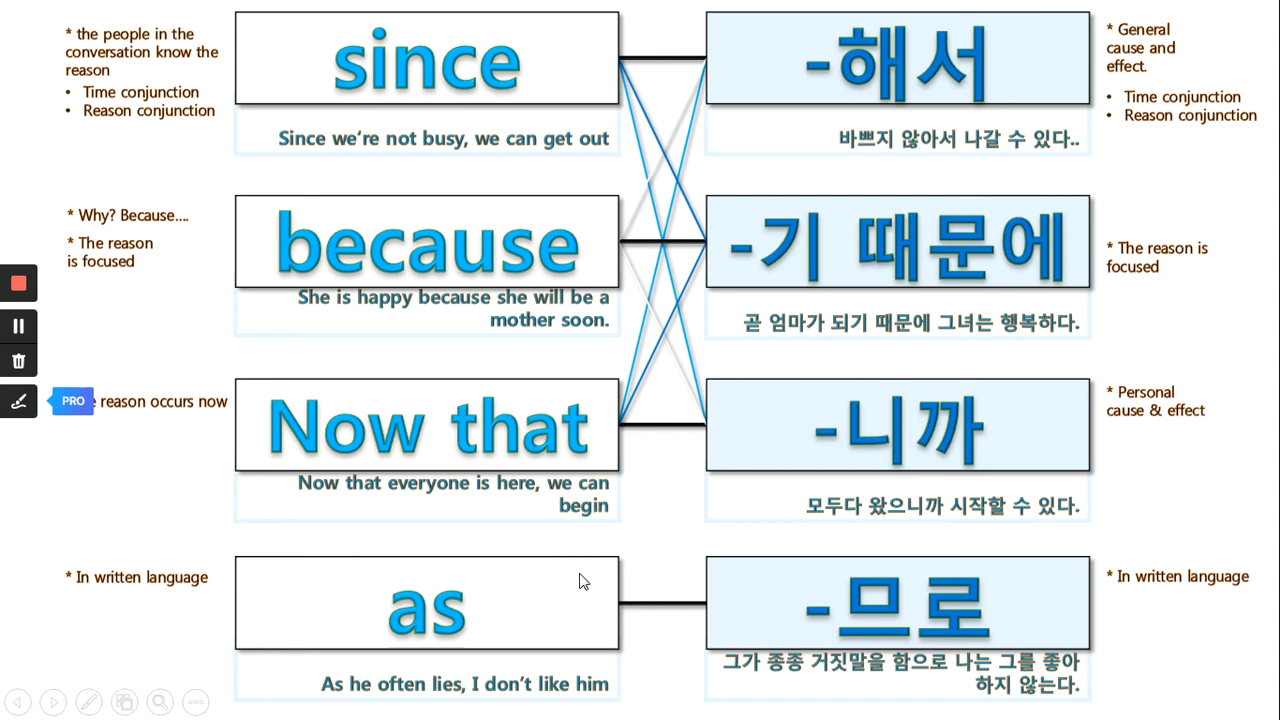 * the people in the
conversation know the
reason
• Time conjunction
• Reason conjunction
since
Since we're not busy, we can get out
-해서
바쁘지 않아서 나갈 수 있다..
* General
cause and
effect.
• Time conjunction
• Reason conjunction
* Why? Because....
* The reason
is focused
because
She is happy because she will be a
mother soon.
-기 때문에
곧 엄마가 되기 때문에 그녀는 행복하다.
* The reason is
focused
PRO
reason occurs now
Now that
Now that everyone is here, we can
begin
-니까
모두다 왔으니까 시작할 수 있다.
* Personal
cause & effect
* In written language
as
As he often lies, I don't like him
-므로
그가 종종 거짓말을 함으로 나는 그를 좋아
하지 않는다.
* In written language